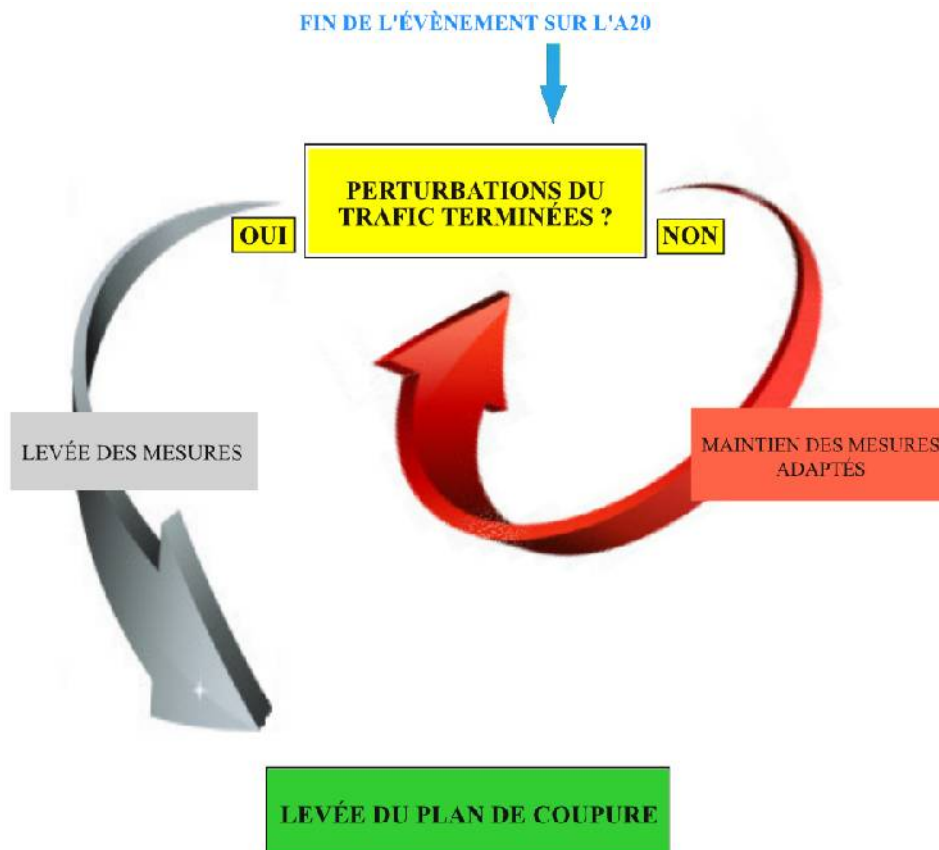 FIN DE L'ÉVÈNEMENT SUR L'A20
PERTURBATIONS DU
TRAFIC TERMINÉES ?
OUI
NON
LEVÉE DES MESURES
MAINTIEN DES MESURES
ADAPTÉS
LEVÉE DU PLAN DE COUPURE